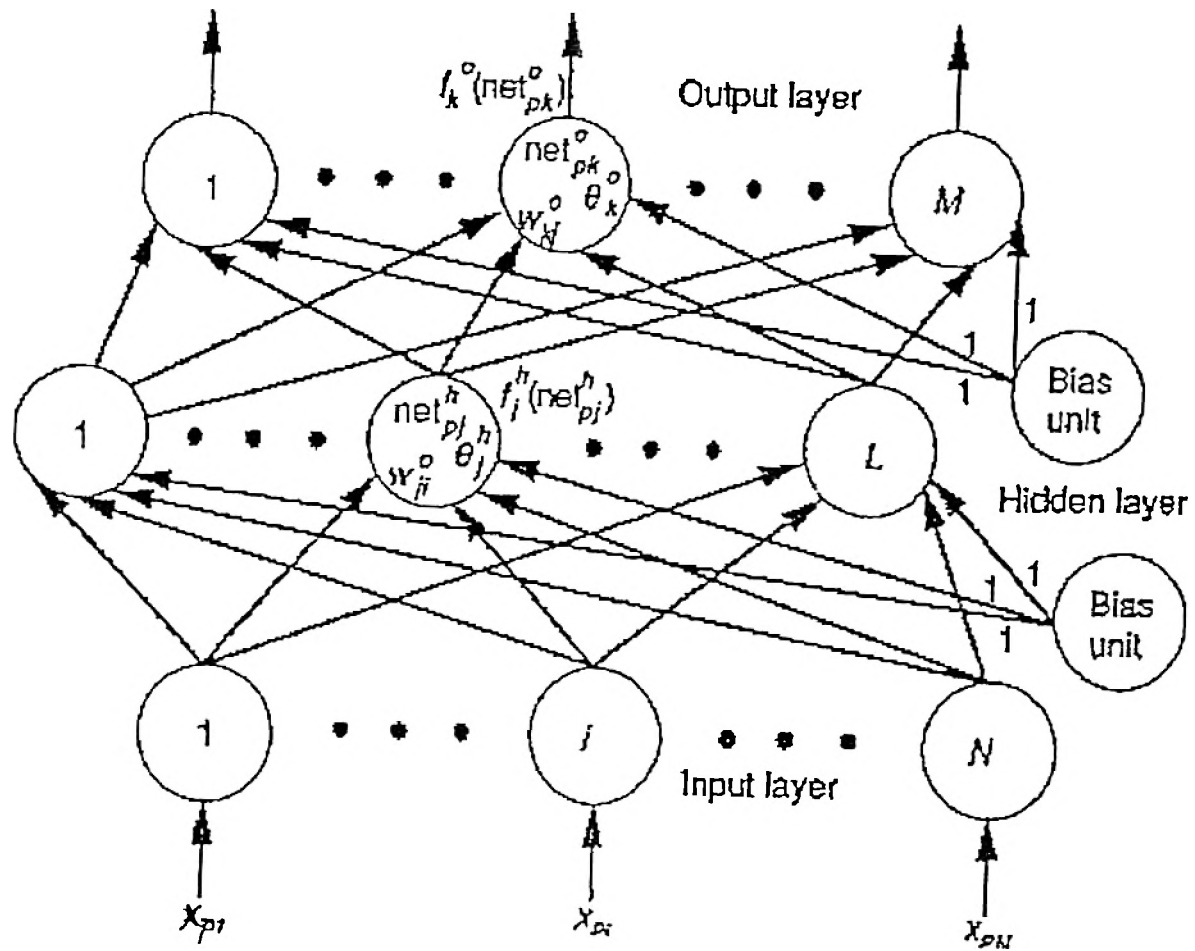 f_k^o(net_pk^o)
Output layer
1
net_pk^o
θ_k^o
M
1
1
1
Bias
unit
1
net_pj^h
θ_j^h
w_ji^o
f_j^h(net_pj^h)
L
Hidden layer
1
1
1
Bias
unit
1
i
N
Input layer
x_p1
x_pi
x_pN